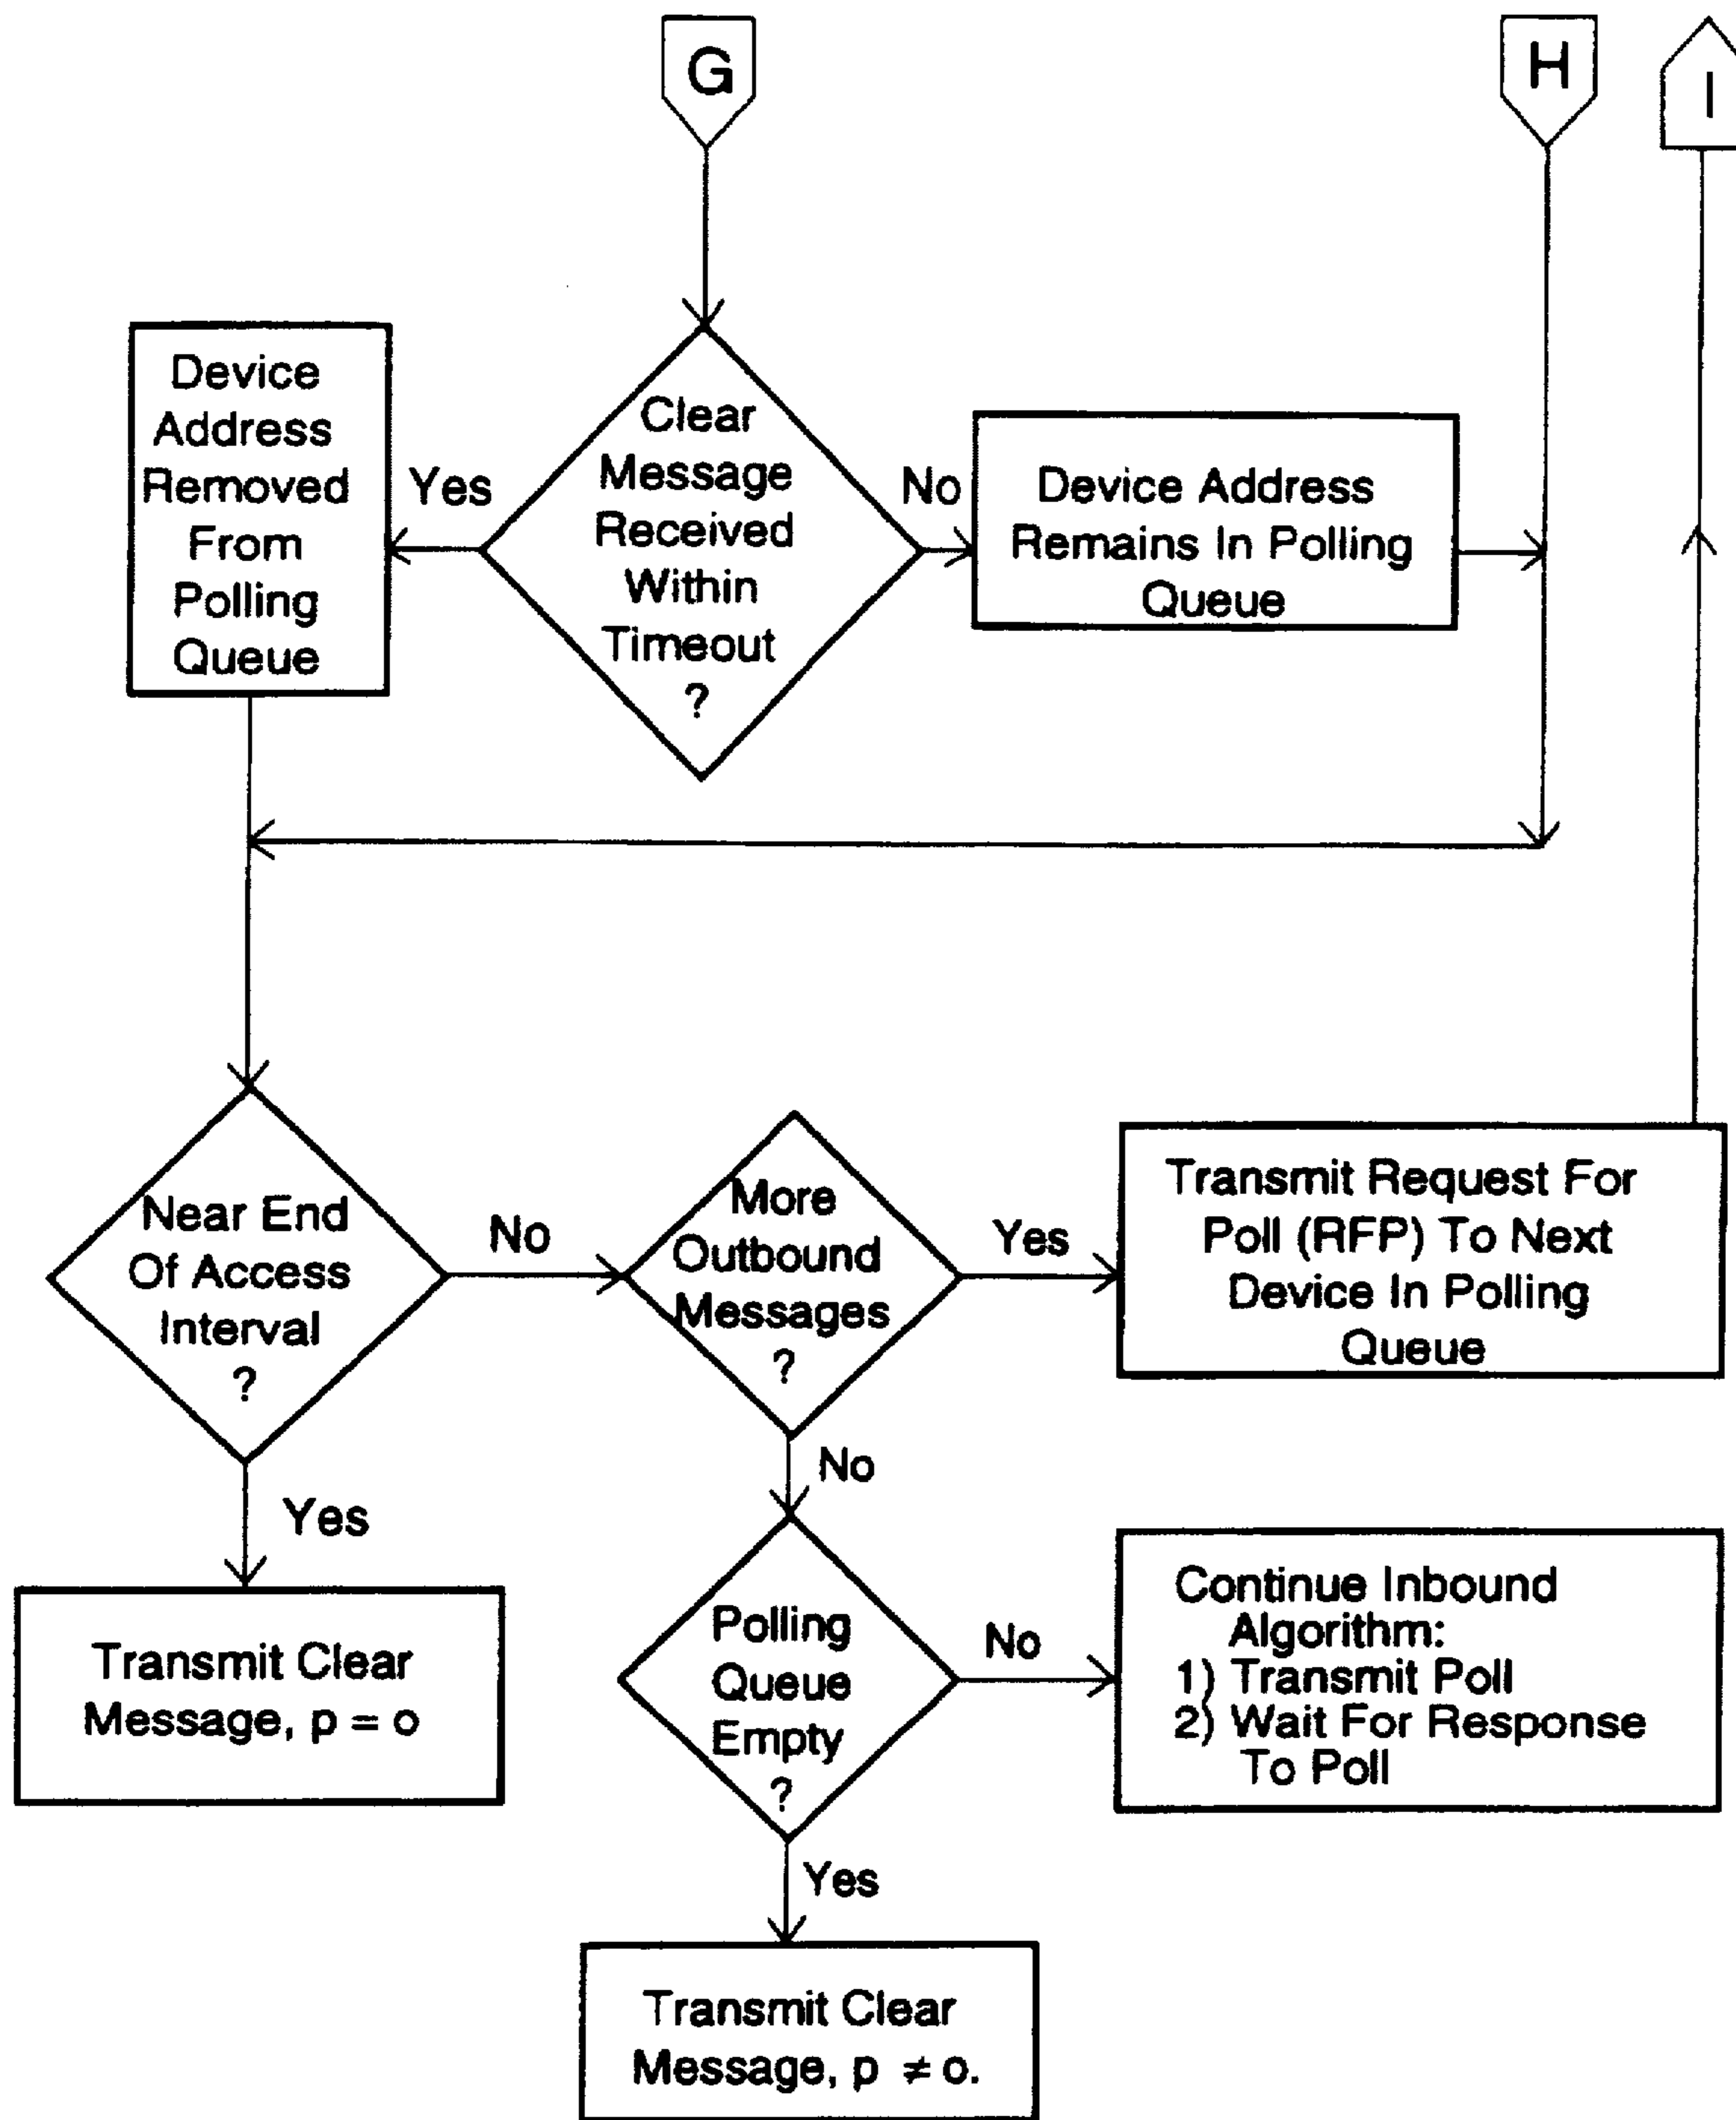 G
H
I
Device
Address
Removed
From
Polling
Queue
Yes
Clear
Message
Received
Within
Timeout
?
No
Device Address
Remains In Polling
Queue
Near End
Of Access
Interval
?
No
More
Outbound
Messages
?
Yes
Transmit Request For
Poll (RFP) To Next
Device In Polling
Queue
Yes
No
Transmit Clear
Message, p = o
Polling
Queue
Empty
?
No
Continue Inbound
Algorithm:
1) Transmit Poll
2) Wait For Response
To Poll
Yes
Transmit Clear
Message, p ≠ o.